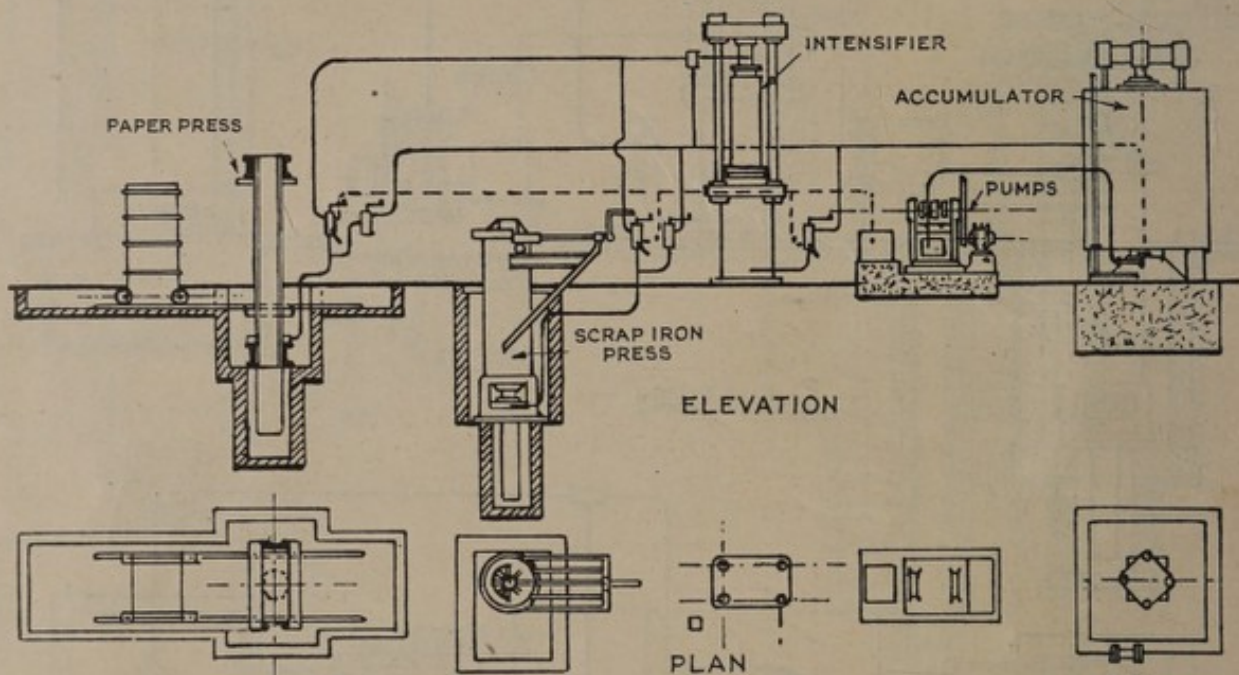 INTENSIFIER
ACCUMULATOR
PAPER PRESS
PUMPS
SCRAP IRON
PRESS
ELEVATION
PLAN